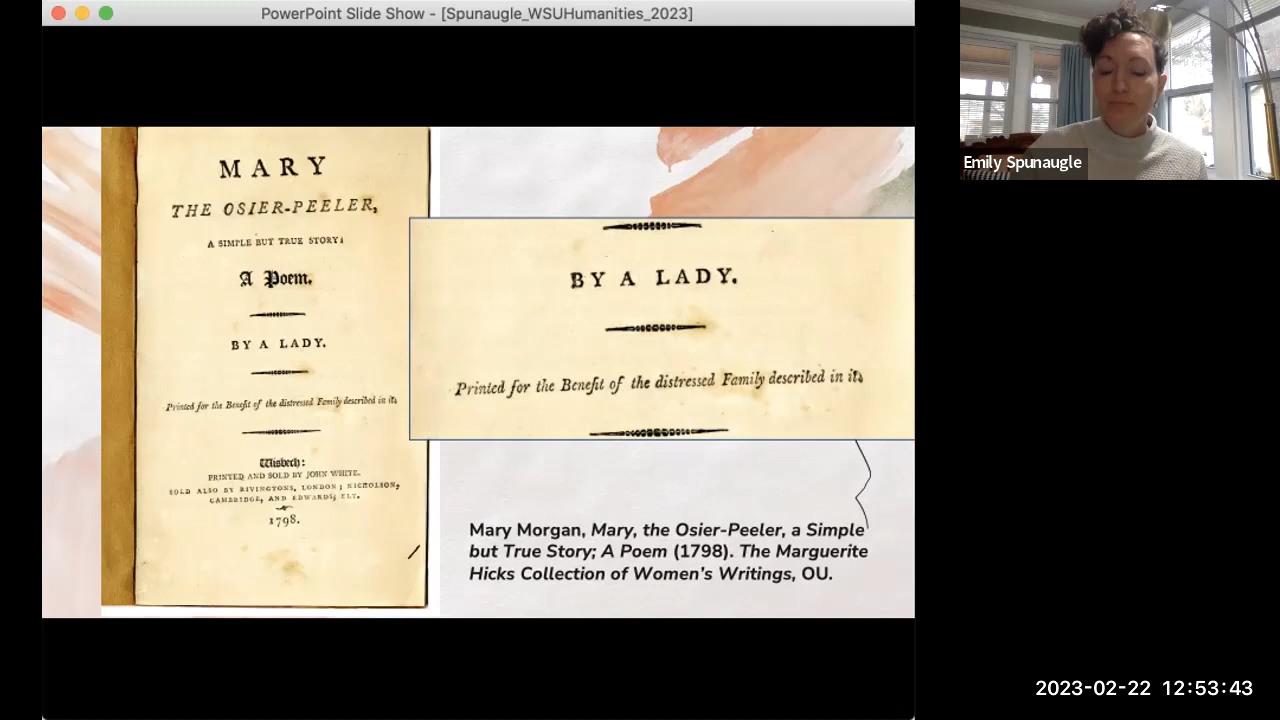 PowerPoint Slide Show - [Spunaugle_WSUHumanities_2023]
MARY
THE OSIER-PEELER,
A SIMPLE BUT TRUE STORY:
A Poem.
BY A LADY.
Printed for the Benefit of the distressed Family described in it.
Wisbech:
PRINTED AND SOLD BY JOHN WHITE.
SOLD ALSO BY RIVINGTONS, LONDON; NICHOLSON,
CAMBRIDGE, AND EDWARDS, ELY.
1798.
BY A LADY.
Printed for the Benefit of the distressed Family described in it.
Mary Morgan, Mary, the Osier-Peeler, a Simple
but True Story; A Poem (1798). The Marguerite
Hicks Collection of Women’s Writings, OU.
Emily Spunaugle
2023-02-22 12:53:43